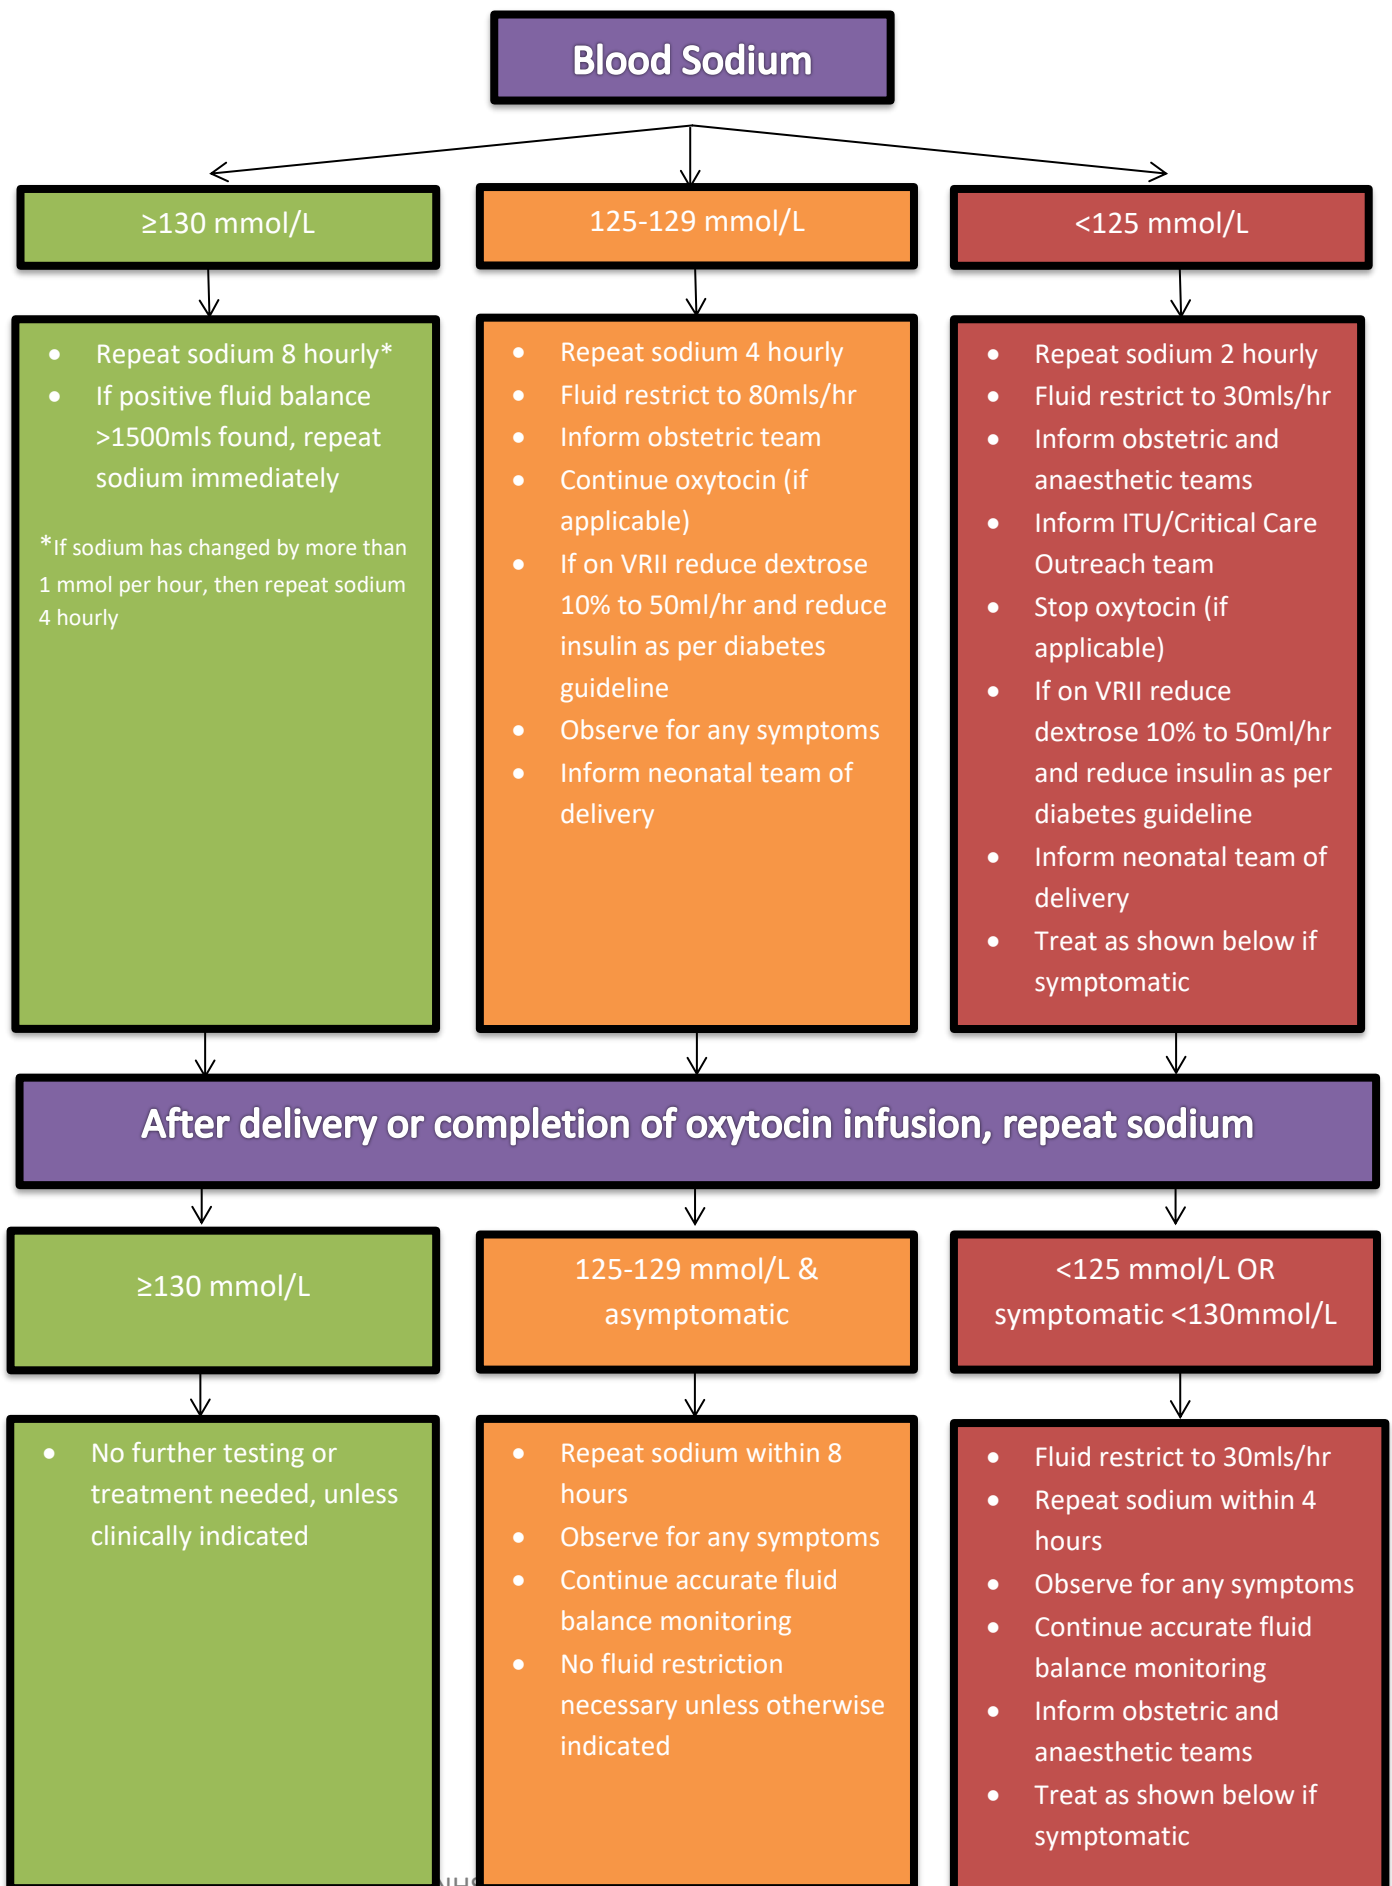 Blood Sodium
≥130 mmol/L
125-129 mmol/L
<125 mmol/L
• Repeat sodium 8 hourly*
• If positive fluid balance
>1500mls found, repeat
sodium immediately
*If sodium has changed by more than
1 mmol per hour, then repeat sodium
4 hourly
• Repeat sodium 4 hourly
• Fluid restrict to 80mls/hr
• Inform obstetric team
• Continue oxytocin (if
applicable)
• If on VRII reduce dextrose
10% to 50ml/hr and reduce
insulin as per diabetes
guideline
• Observe for any symptoms
• Inform neonatal team of
delivery
• Repeat sodium 2 hourly
• Fluid restrict to 30mls/hr
• Inform obstetric and
anaesthetic teams
• Inform ITU/Critical Care
Outreach team
• Stop oxytocin (if
applicable)
• If on VRII reduce
dextrose 10% to 50ml/hr
and reduce insulin as per
diabetes guideline
• Inform neonatal team of
delivery
• Treat as shown below if
symptomatic
After delivery or completion of oxytocin infusion, repeat sodium
≥130 mmol/L
125-129 mmol/L &
asymptomatic
<125 mmol/L OR
symptomatic <130mmol/L
• No further testing or
treatment needed, unless
clinically indicated
• Repeat sodium within 8
hours
• Observe for any symptoms
• Continue accurate fluid
balance monitoring
• No fluid restriction
necessary unless otherwise
indicated
• Fluid restrict to 30mls/hr
• Repeat sodium within 4
hours
• Observe for any symptoms
• Continue accurate fluid
balance monitoring
• Inform obstetric and
anaesthetic teams
• Treat as shown below if
symptomatic